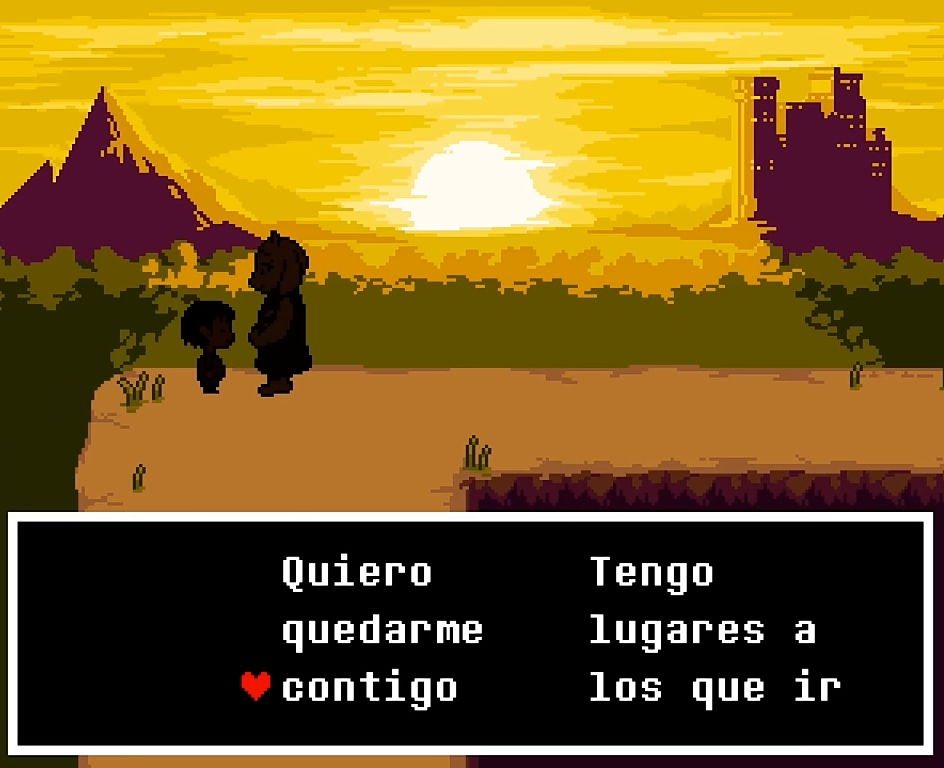 Quiero
quedarme
contigo
Tengo
lugares a
los que ir